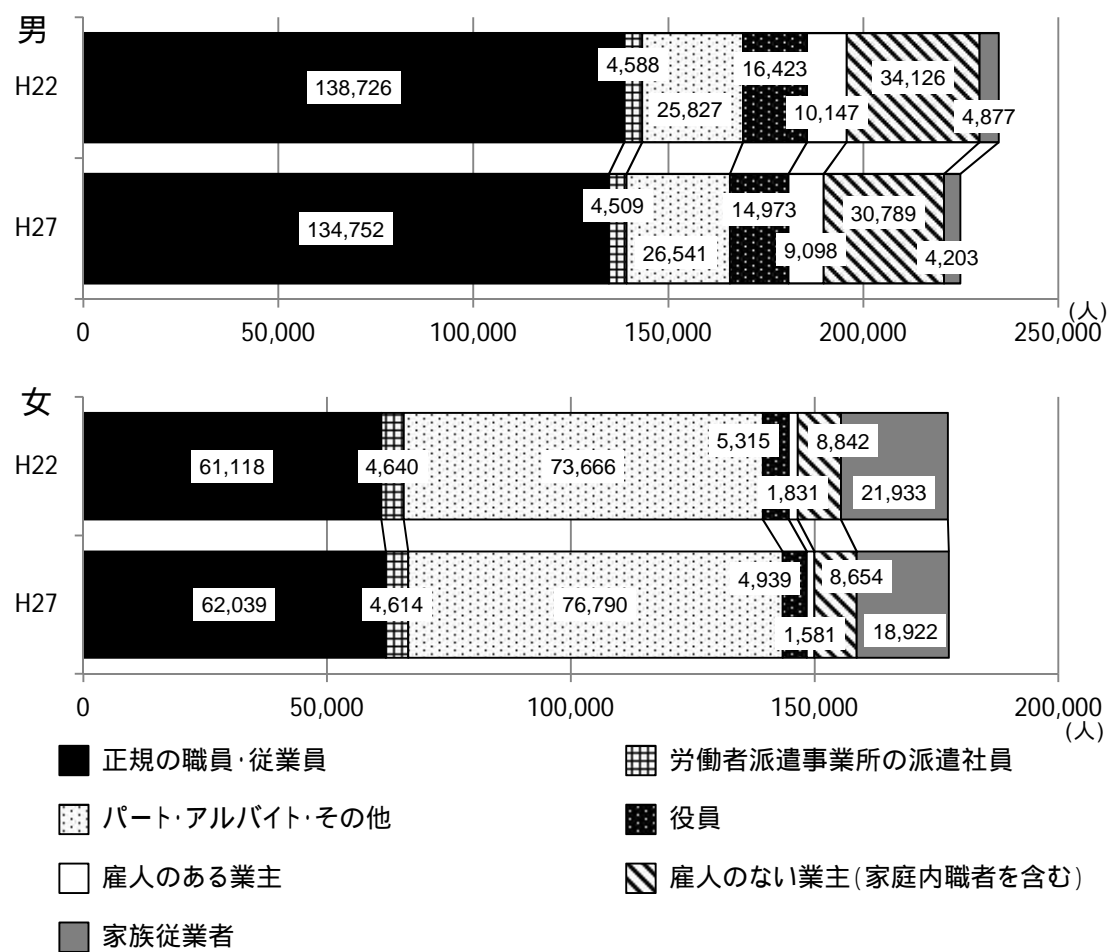 男
H22
138,726
4,588
25,827
16,423
10,147
34,126
4,877
H27
134,752
4,509
26,541
14,973
9,098
30,789
4,203
0 50,000 100,000 150,000 200,000 250,000
(人)
女
H22
61,118
4,640
73,666
5,315
1,831
8,842
21,933
H27
62,039
4,614
76,790
4,939
1,581
8,654
18,922
0 50,000 100,000 150,000 200,000
(人)
正規の職員・従業員
労働者派遣事業所の派遣社員
パート・アルバイト・その他
役員
雇人のある業主
雇人のない業主(家庭内職者を含む)
家族従業者